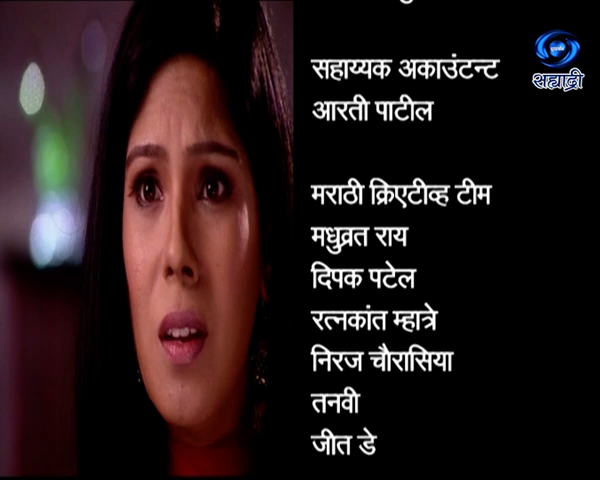 सह्याद्री
सहाय्यक अकाउंटन्ट
आरती पाटील
मराठी क्रिएटीव्ह टीम
मधुव्रत राय
दिपक पटेल
रत्नकांत म्हात्रे
निरज चौरासिया
तनवी
जीत डे